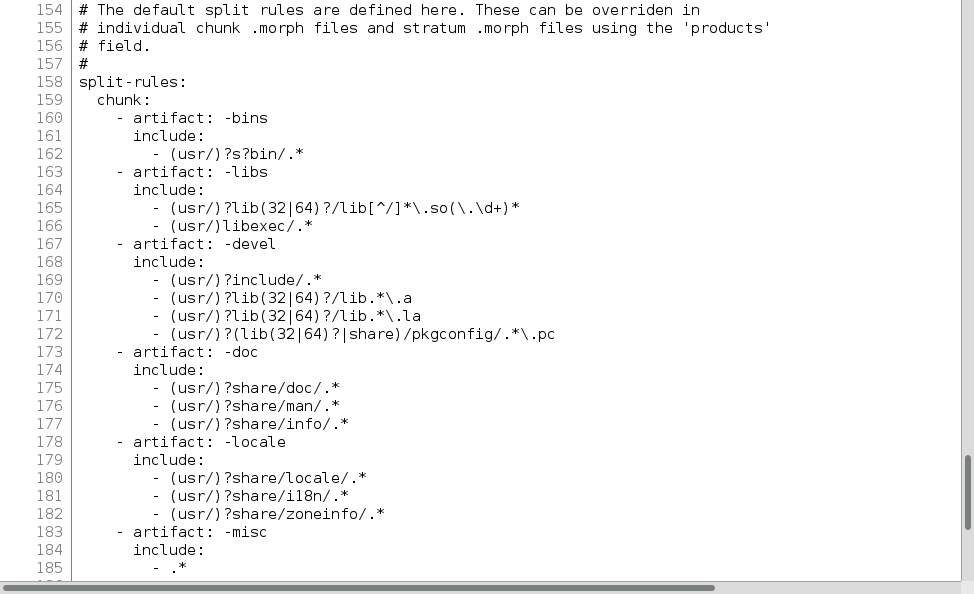 154 # The default split rules are defined here. These can be overriden in
155 # individual chunk .morph files and stratum .morph files using the 'products'
156 # field.
157 #
158 split-rules:
159   chunk:
160     - artifact: -bins
161       include:
162         - (usr/)?s?bin/.*
163     - artifact: -libs
164       include:
165         - (usr/)?lib(32|64)?/lib[^/]*\.so(\.\d+)*
166         - (usr/)libexec/.*
167     - artifact: -devel
168       include:
169         - (usr/)?include/.*
170         - (usr/)?lib(32|64)?/lib.*\.a
171         - (usr/)?lib(32|64)?/lib.*\.la
172         - (usr/)?(lib(32|64)?|share)/pkgconfig/.*\.pc
173     - artifact: -doc
174       include:
175         - (usr/)?share/doc/.*
176         - (usr/)?share/man/.*
177         - (usr/)?share/info/.*
178     - artifact: -locale
179       include:
180         - (usr/)?share/locale/.*
181         - (usr/)?share/i18n/.*
182         - (usr/)?share/zoneinfo/.*
183     - artifact: -misc
184       include:
185         - .*